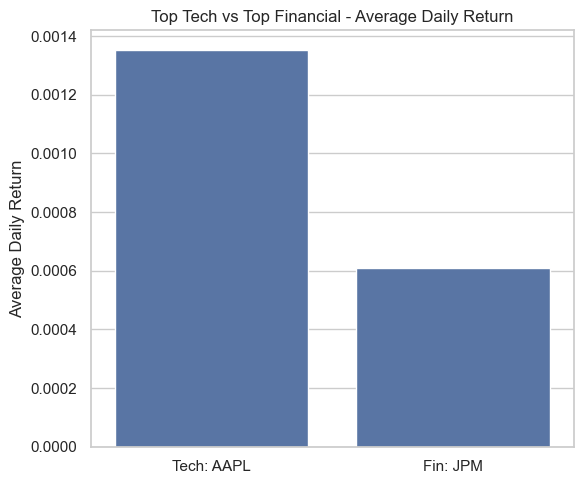 Top Tech vs Top Financial - Average Daily Return
Average Daily Return
0.0014
0.0012
0.0010
0.0008
0.0006
0.0004
0.0002
0.0000
Tech: AAPL
Fin: JPM